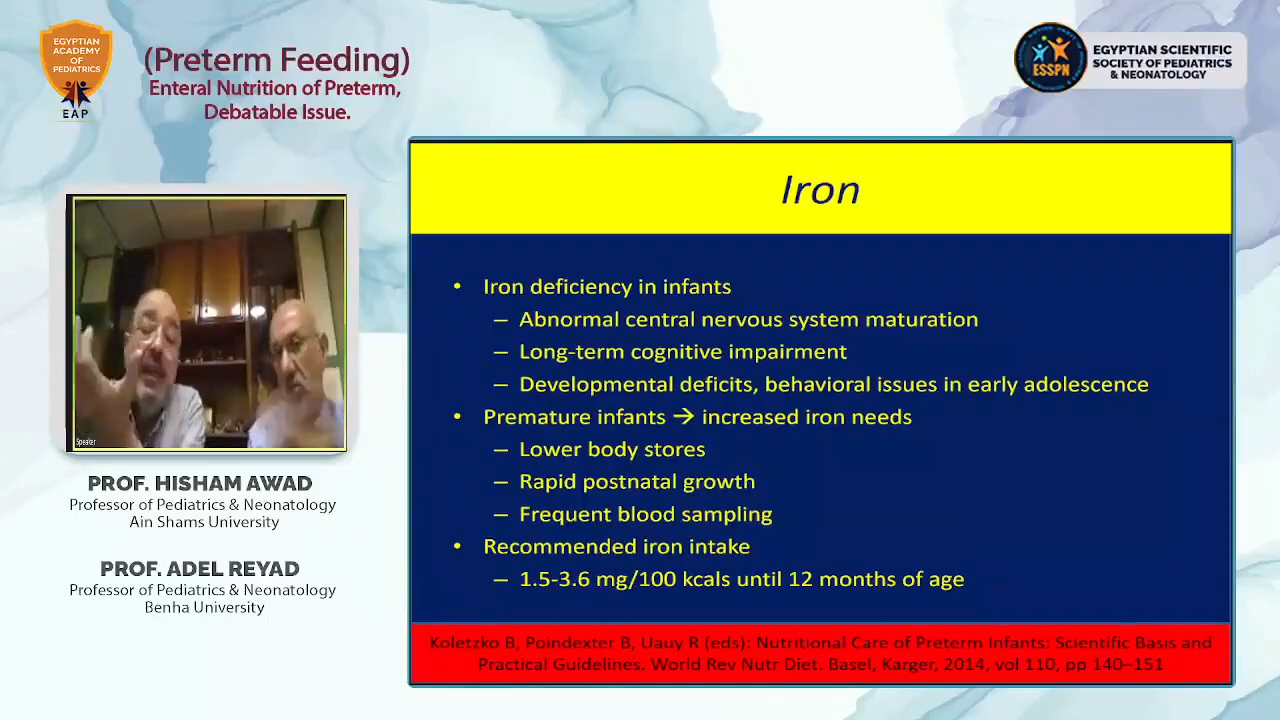 EGYPTIAN
ACADEMY
OF
PEDIATRICS
EAP
(Preterm Feeding)
Enteral Nutrition of Preterm,
Debatable Issue.
ESSPN
EGYPTIAN SCIENTIFIC
SOCIETY OF PEDIATRICS
& NEONATOLOGY
Speaker
PROF. HISHAM AWAD
Professor of Pediatrics & Neonatology
Ain Shams University
PROF. ADEL REYAD
Professor of Pediatrics & Neonatology
Benha University
Iron
• Iron deficiency in infants
– Abnormal central nervous system maturation
– Long-term cognitive impairment
– Developmental deficits, behavioral issues in early adolescence
• Premature infants → increased iron needs
– Lower body stores
– Rapid postnatal growth
– Frequent blood sampling
• Recommended iron intake
– 1.5-3.6 mg/100 kcals until 12 months of age
Koletzko B, Poindexter B, Uauy R (eds): Nutritional Care of Preterm Infants: Scientific Basis and
Practical Guidelines. World Rev Nutr Diet. Basel, Karger, 2014, vol 110, pp 140–151